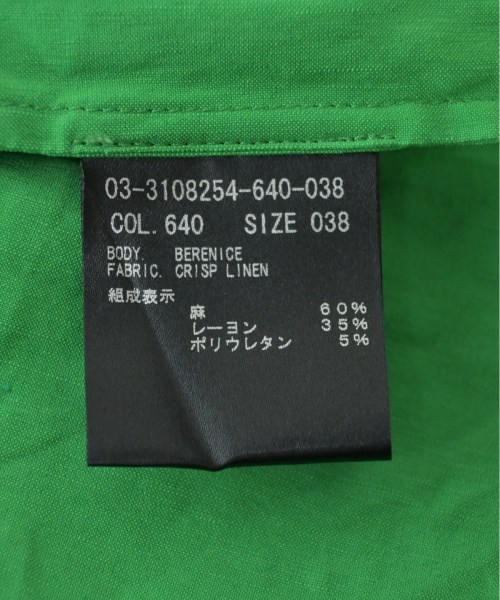 03-3108254-640-038
COL. 640 SIZE 038
BODY. BERENICE
FABRIC. CRISP LINEN
組成表示
麻 60%
レーヨン 35%
ポリウレタン 5%